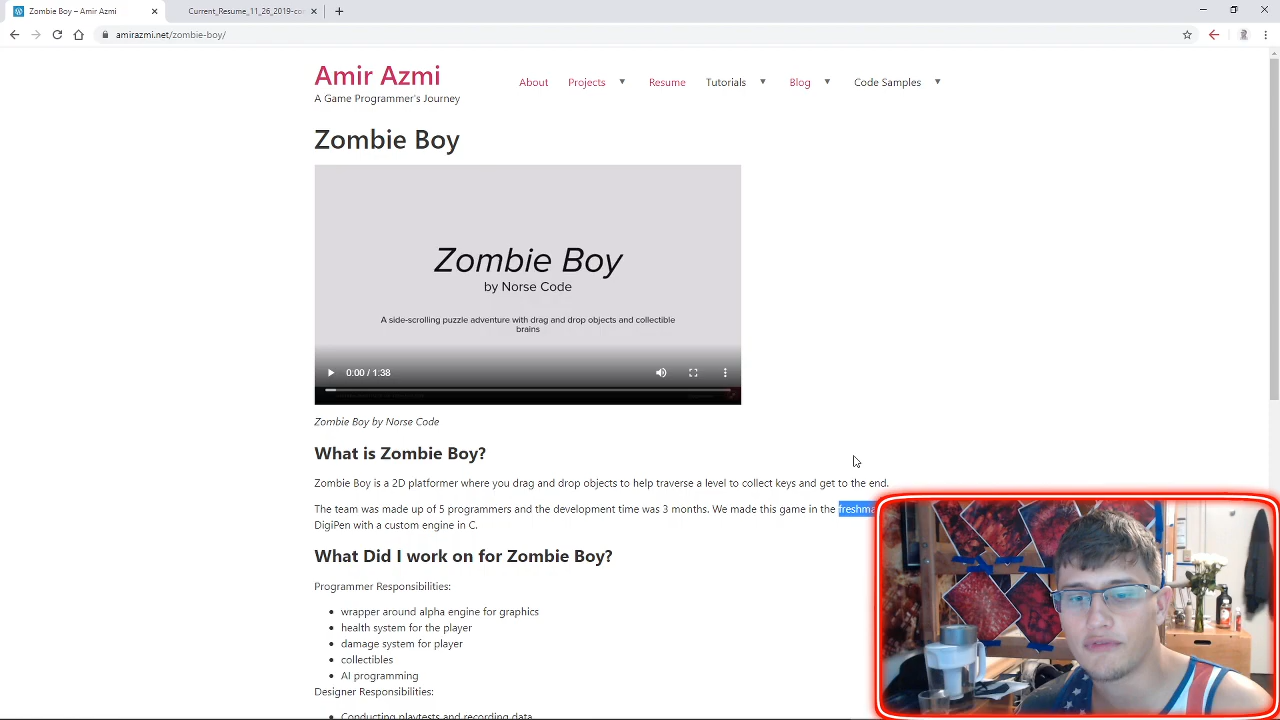 Zombie Boy – Amir Azmi
Current_Resume_11_26_2019-con
amirazmi.net/zombie-boy/
Amir Azmi
A Game Programmer's Journey
About Projects ▼ Resume Tutorials ▼ Blog ▼ Code Samples ▼
Zombie Boy
Zombie Boy
by Norse Code
A side-scrolling puzzle adventure with drag and drop objects and collectible
brains
0:00 / 1:38
Zombie Boy by Norse Code
What is Zombie Boy?
Zombie Boy is a 2D platformer where you drag and drop objects to help traverse a level to collect keys and get to the end.
The team was made up of 5 programmers and the development time was 3 months. We made this game in the freshma
DigiPen with a custom engine in C.
What Did I work on for Zombie Boy?
Programmer Responsibilities:
• wrapper around alpha engine for graphics
• health system for the player
• damage system for player
• collectibles
• AI programming
Designer Responsibilities:
• Conducting playtests and recording data